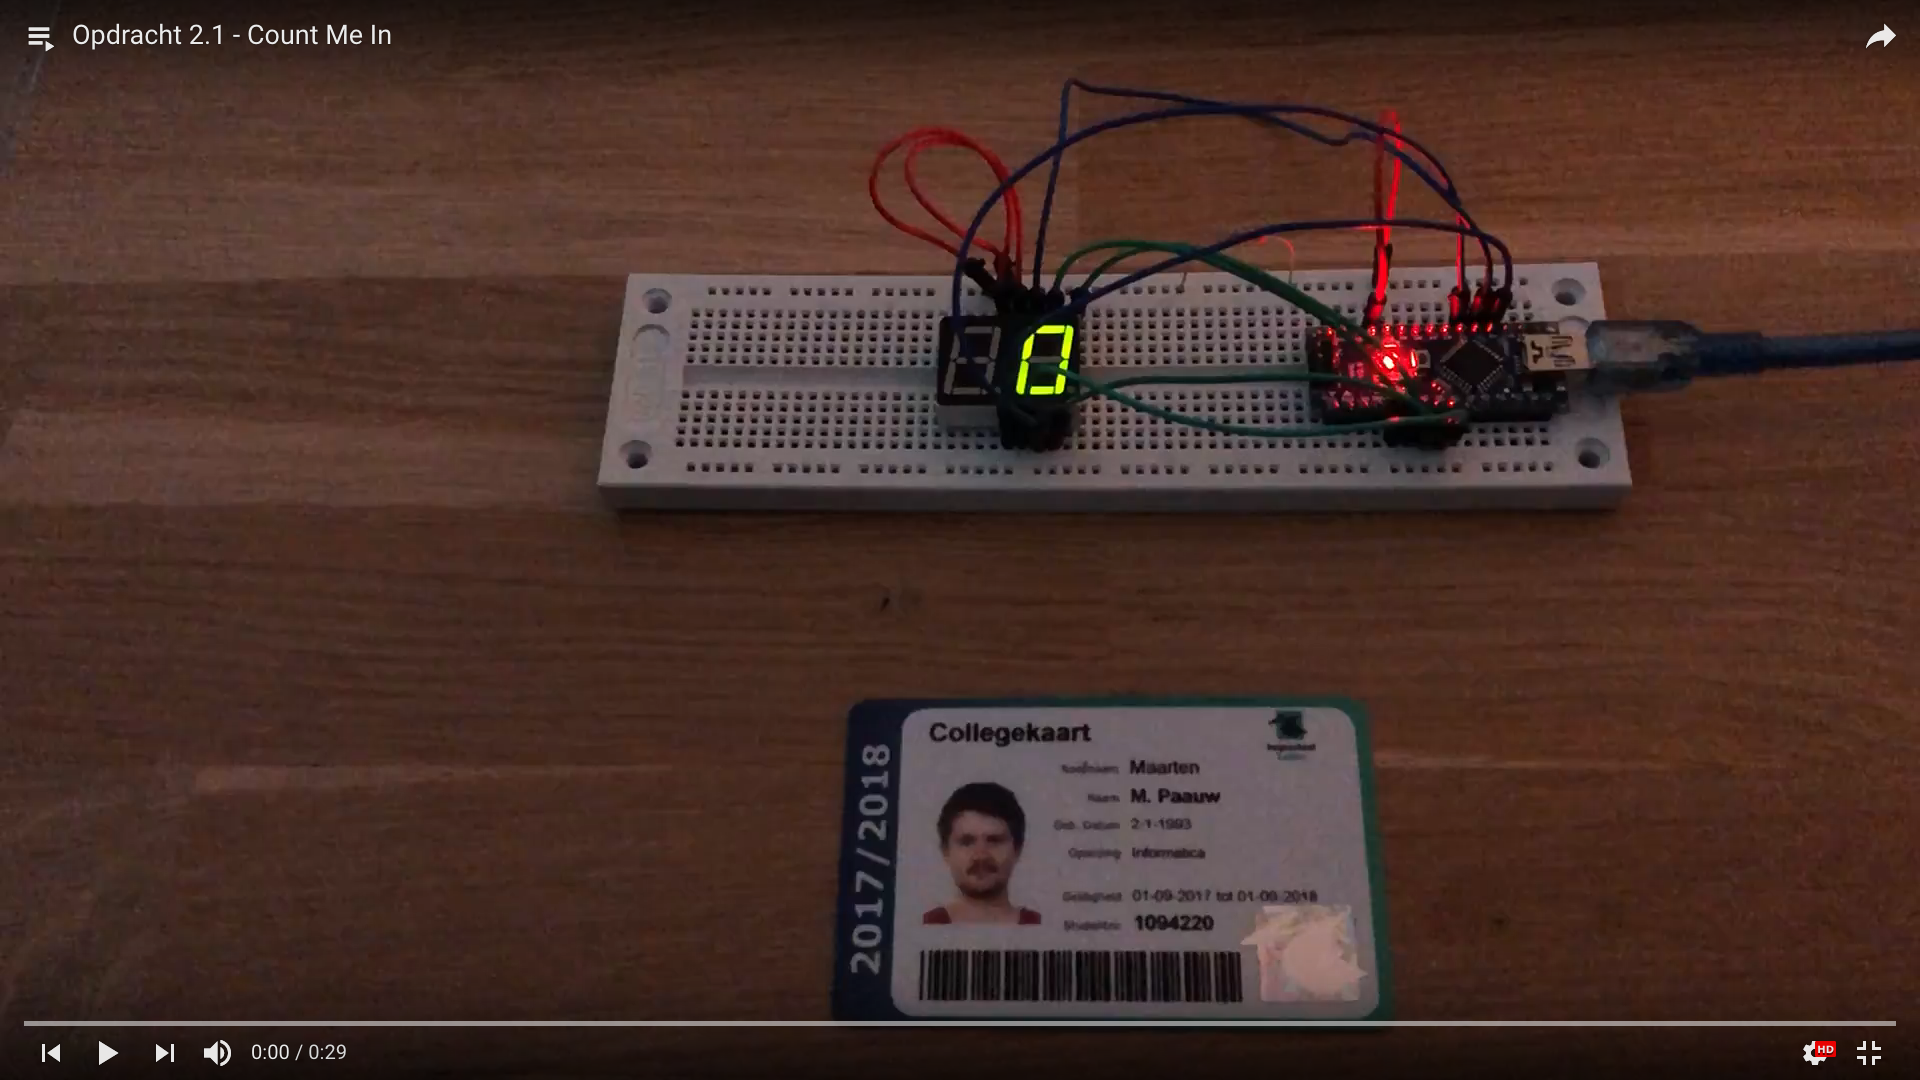 Opdracht 2.1 - Count Me In
0
Collegekaart
2017/2018
Maarten
Naam M. Paauw
Geb. Datum 2-1-1993
Opleiding Informatica
Geldigheid 01-09-2017 tot 01-09-2018
Studentnr. 1094220
0:00 / 0:29
HD